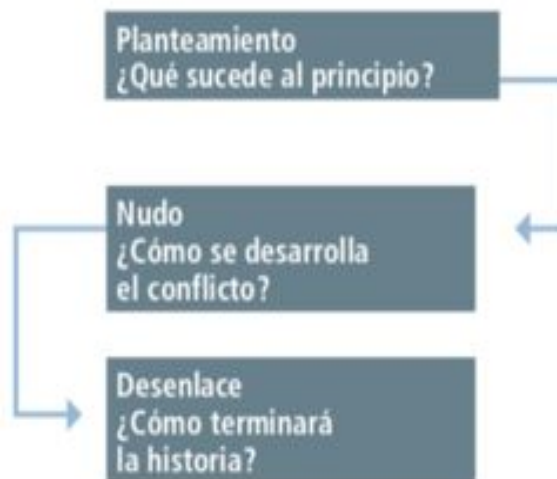 Planteamiento
¿Qué sucede al principio?
Nudo
¿Cómo se desarrolla
el conflicto?
Desenlace
¿Cómo terminará
la historia?